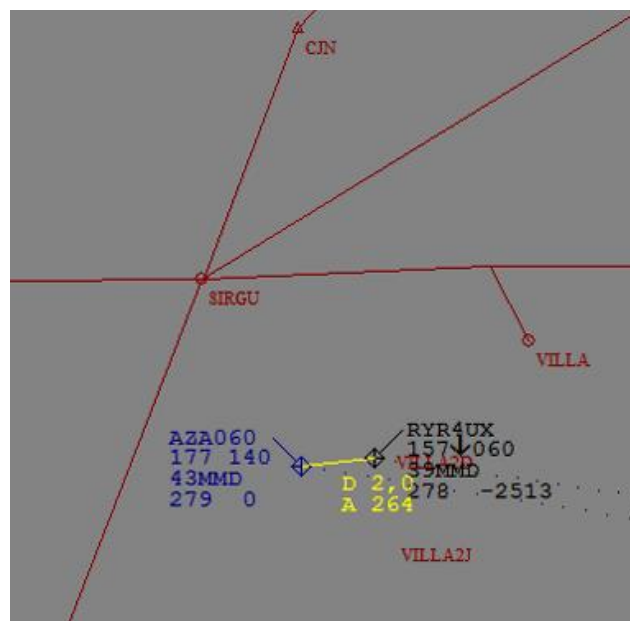 CJN
SIRGU
VILLA
AZA060
177 140
43MMD
279 0
RYR4UX
157↓060
39MMD
278 -2513
D 2,0
A 264
VILLA2J